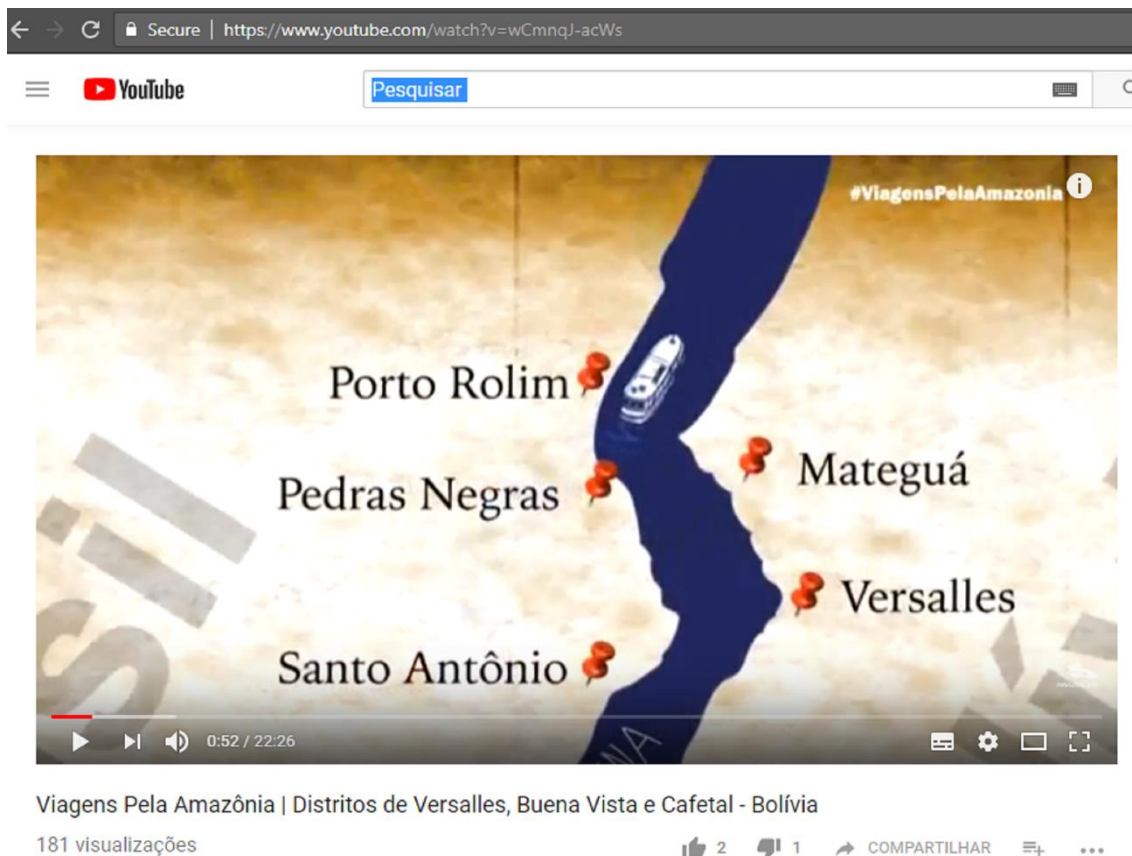 Secure | https://www.youtube.com/watch?v=wCmnqJ-acWs
YouTube
Pesquisar
#ViagensPelaAmazonia
Porto Rolim
Mateguá
Pedras Negras
Versalles
Santo Antônio
sil
NA
0:52 / 22:26
Viagens Pela Amazônia | Distritos de Versalles, Buena Vista e Cafetal - Bolívia
181 visualizações
2
1
COMPARTILHAR